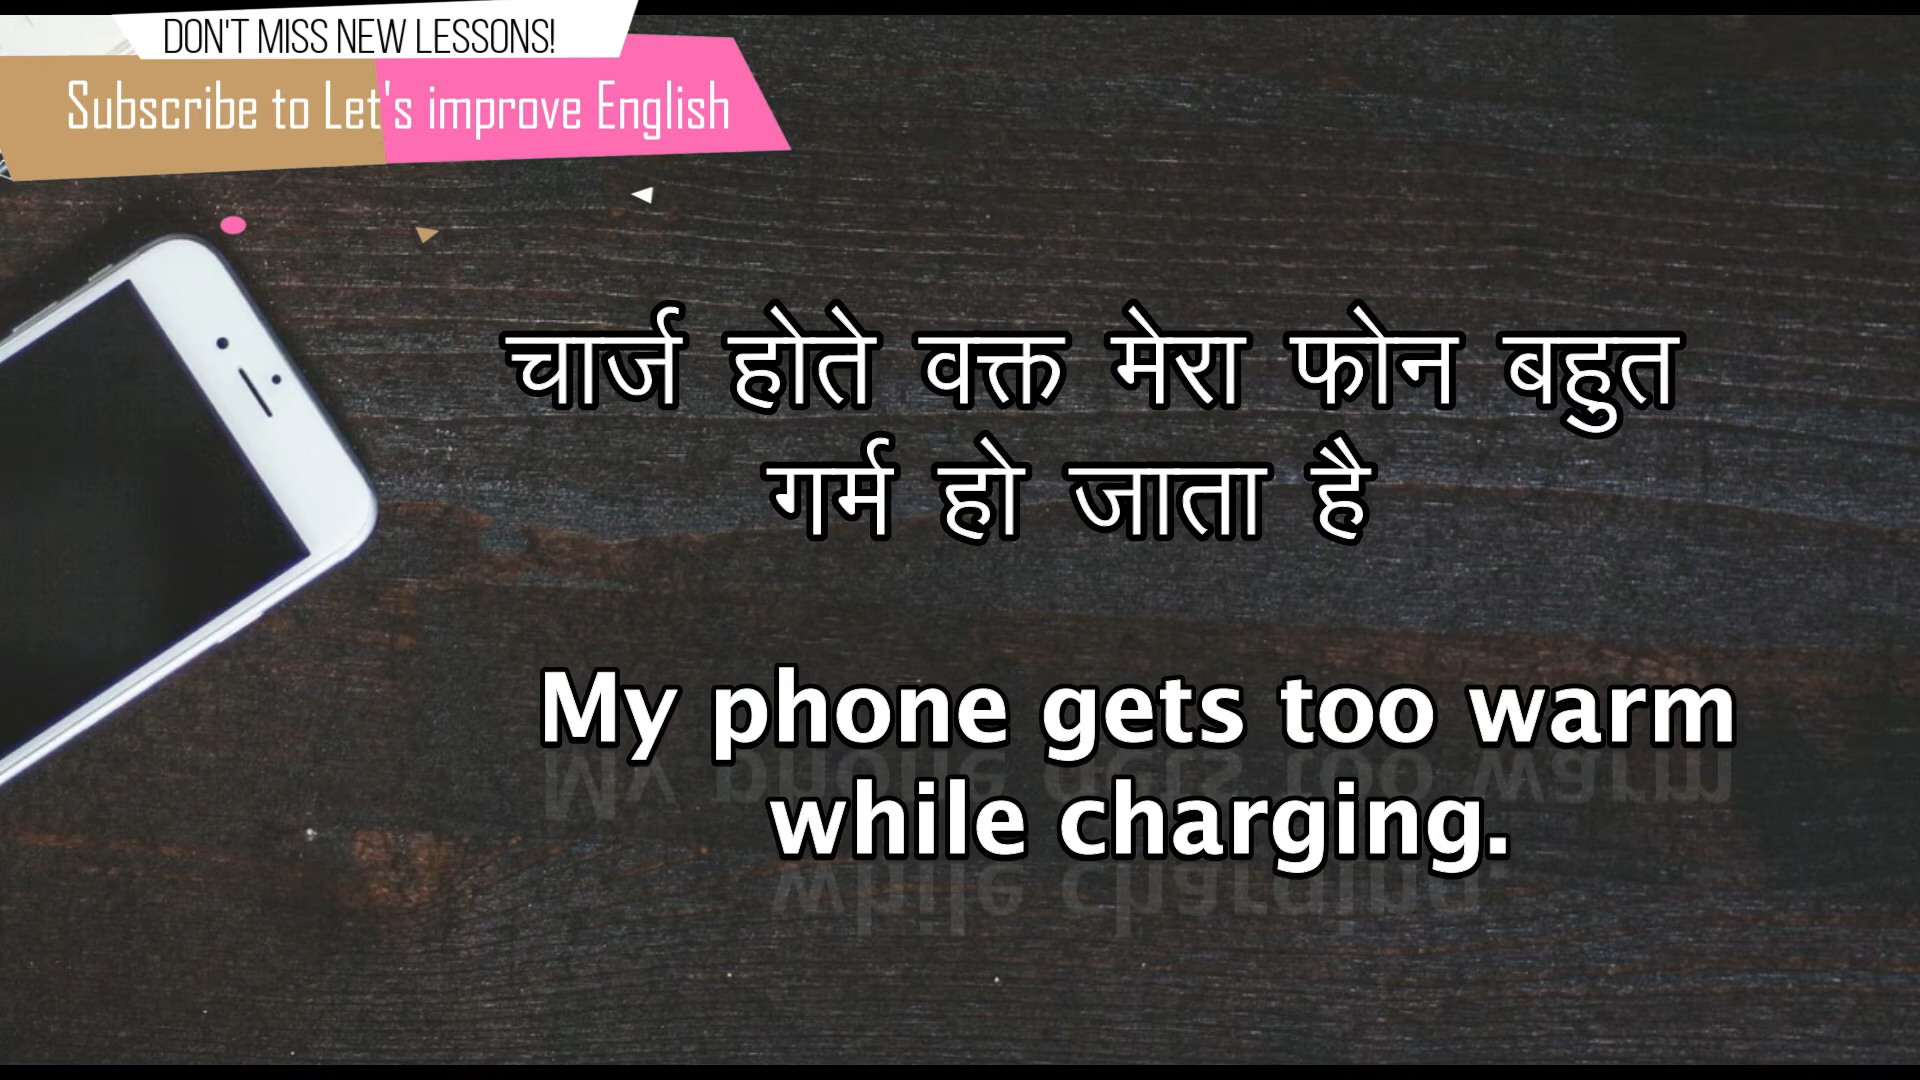 DON'T MISS NEW LESSONS!
Subscribe to Let's improve English
चार्ज होते वक्त मेरा फोन बहुत
गर्म हो जाता है
My phone gets too warm
while charging.